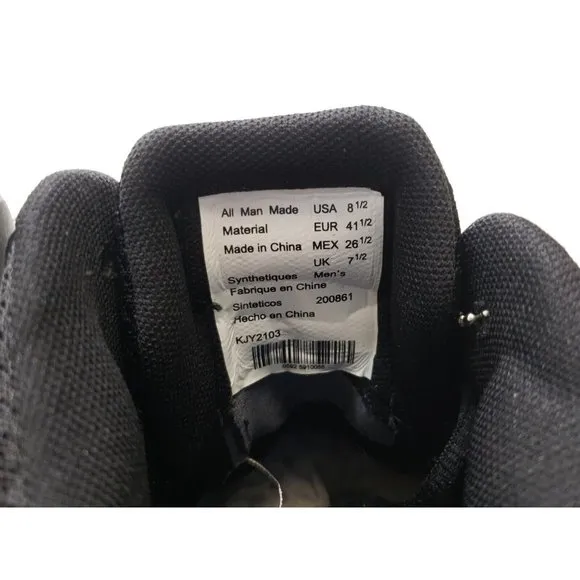 All Man Made USA 8 1/2
Material EUR 41 1/2
Made in China MEX 26 1/2
UK 7 1/2
Synthetiques Men's
Fabrique en Chine
Sinteticos 200861
Hecho en China
KJY2103